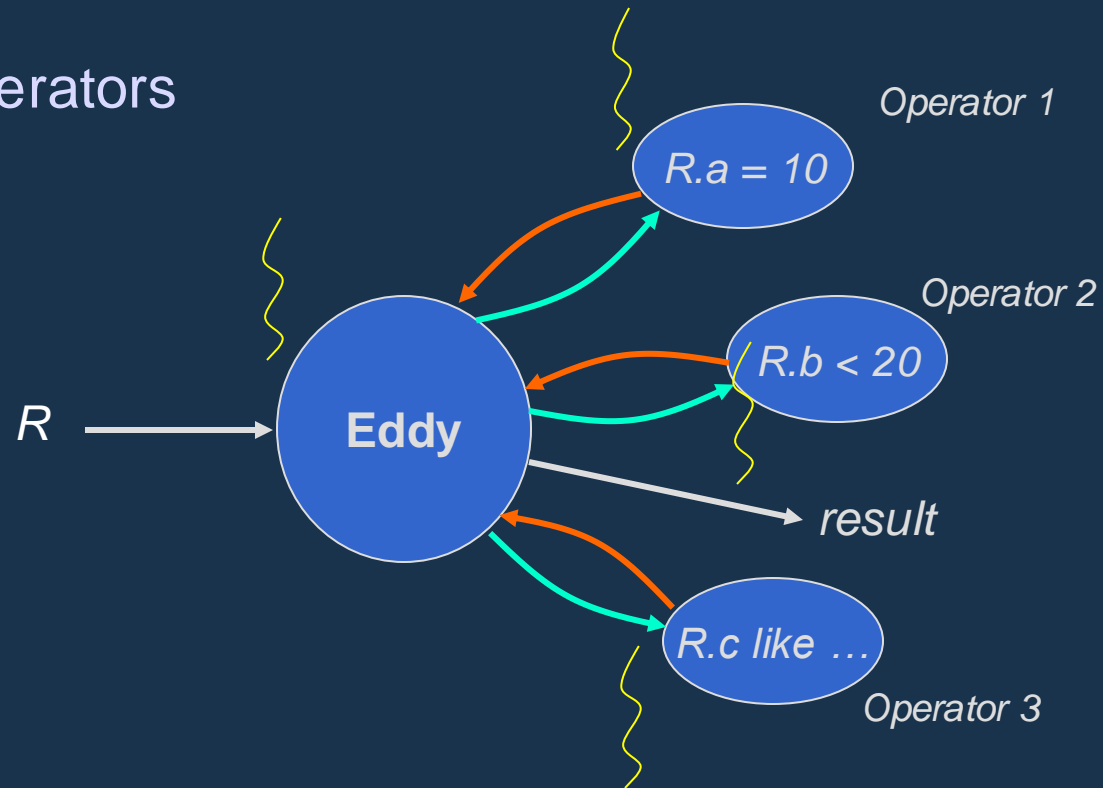 erators
Operator 1
R.a = 10
Operator 2
R.b < 20
R
Eddy
result
R.c like …
Operator 3